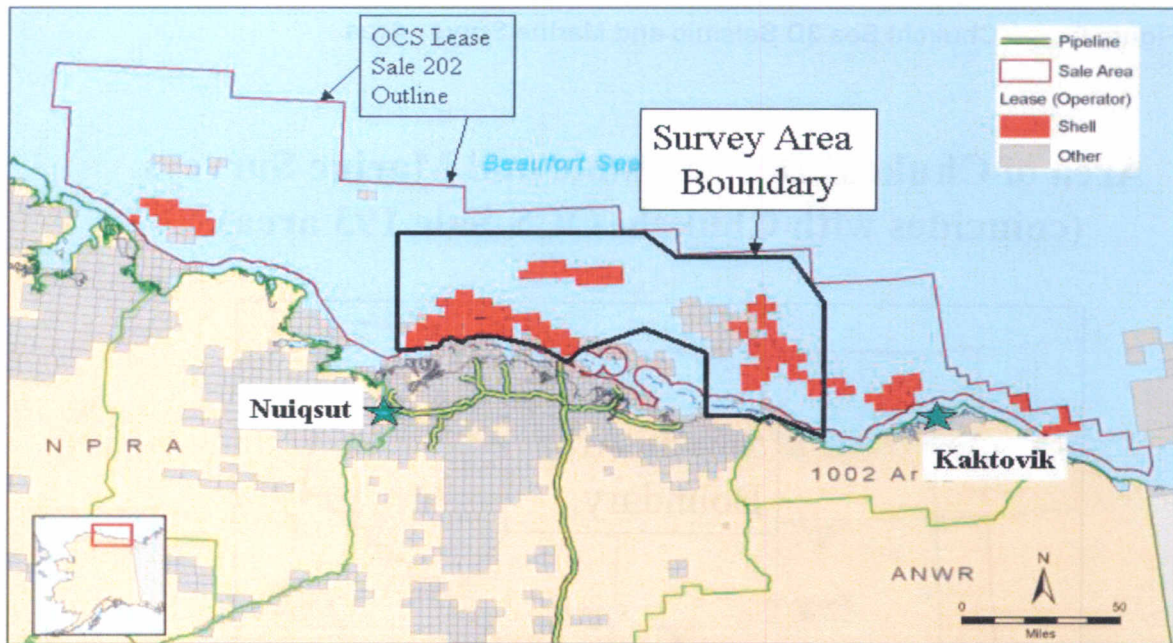 OCS Lease
Sale 202
Outline
Survey Area
Boundary
Beaufort Sea
Pipeline
Sale Area
Lease (Operator)
Shell
Other
Nuiqsut
N P R A
Kaktovik
1002 Ar
ANWR
N
0
50
Miles